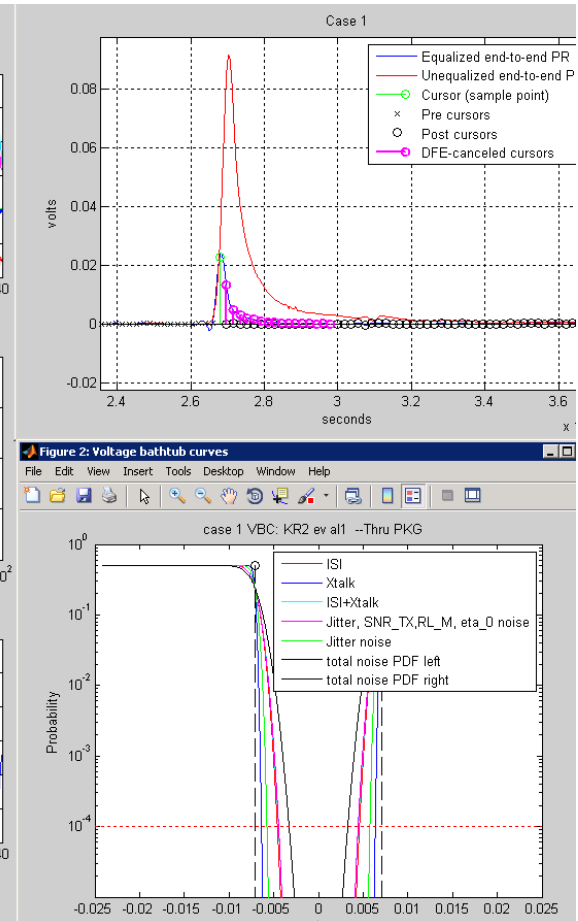 Case 1
Equalized end-to-end PR
Unequalized end-to-end P
Cursor (sample point)
Pre cursors
Post cursors
DFE-canceled cursors
0.08
0.06
0.04
0.02
0
-0.02
volts
2.4 2.6 2.8 3 3.2 3.4 3.6
seconds
x
Figure 2: Voltage bathtub curves
File Edit View Insert Tools Desktop Window Help
case 1 VBC: KR2 ev al1 --Thru PKG
ISI
Xtalk
ISI+Xtalk
Jitter, SNR_TX,RL_M, eta_0 noise
Jitter noise
total noise PDF left
total noise PDF right
10^0
10^-1
10^-2
10^-3
10^-4
Probability
-0.025 -0.02 -0.015 -0.01 -0.005 0 0.005 0.01 0.015 0.02 0.025